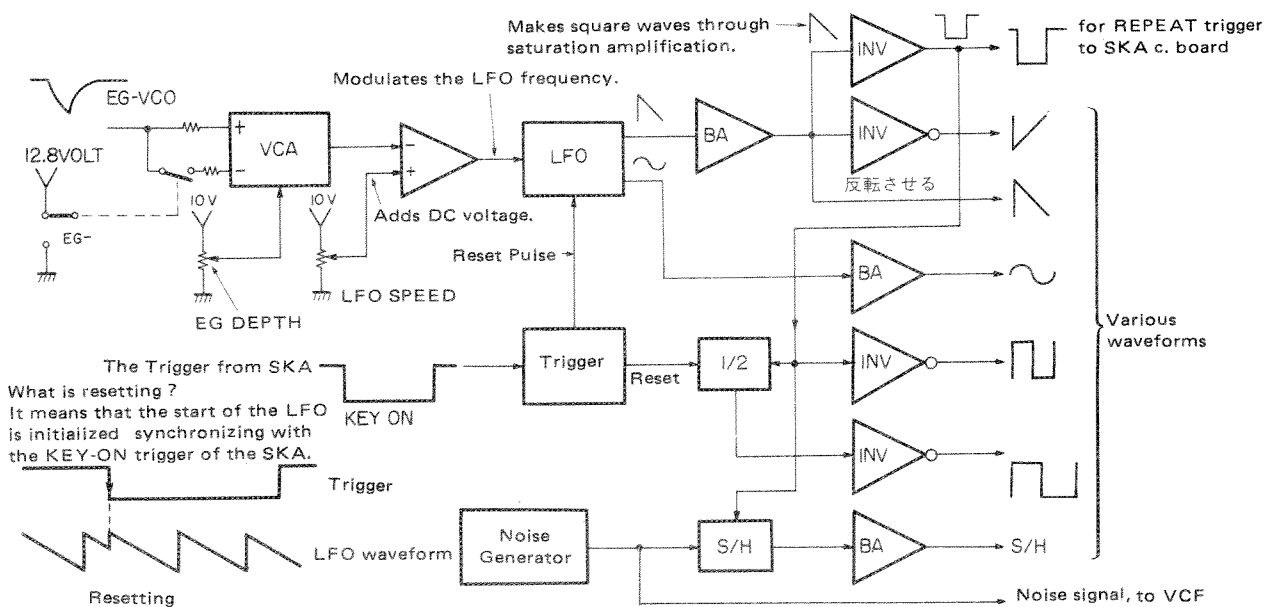 Makes square waves through
saturation amplification.
INV
for REPEAT trigger
to SKA c. board
Modulates the LFO frequency.
EG-VCO
12.8VOLT
+
VCA
-
-
+
LFO
BA
INV
反転させる
10V
10V
Adds DC voltage.
EG-
Reset Pulse
LFO SPEED
EG DEPTH
BA
Various
waveforms
The Trigger from SKA
Trigger
Reset
1/2
INV
KEY ON
What is resetting ?
It means that the start of the LFO
is initiaiized synchronizing with
the KEY-ON trigger of the SKA.
INV
Trigger
LFO waveform
Noise
Generator
S/H
BA
S/H
Resetting
Noise signal, to VCF